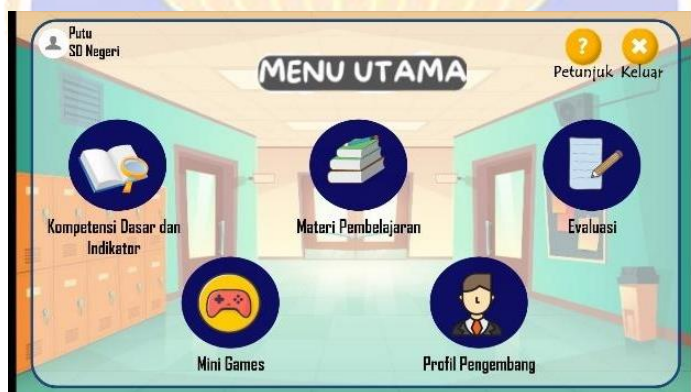 Putu
SD Negeri
MENU UTAMA
?
Petunjuk Keluar
Kompetensi Dasar dan
Indikator
Materi Pembelajaran
Evaluasi
Mini Games
Profil Pengembang